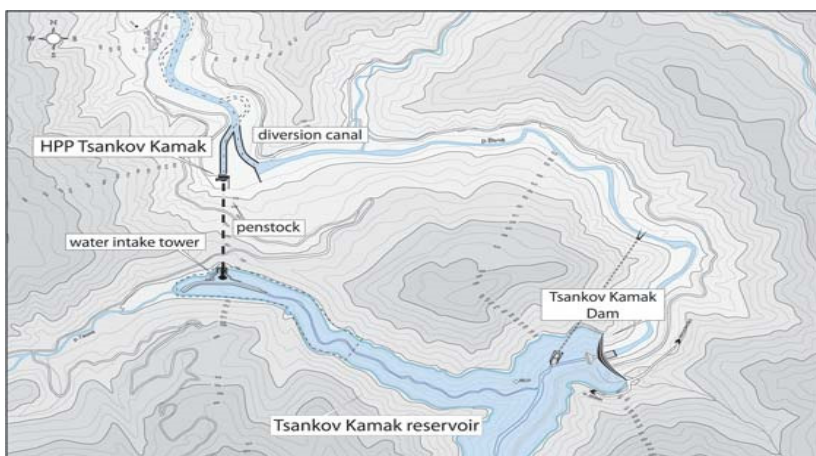 N
W
E
S
diversion canal
HPP Tsankov Kamak
penstock
water intake tower
Tsankov Kamak
Dam
Tsankov Kamak reservoir